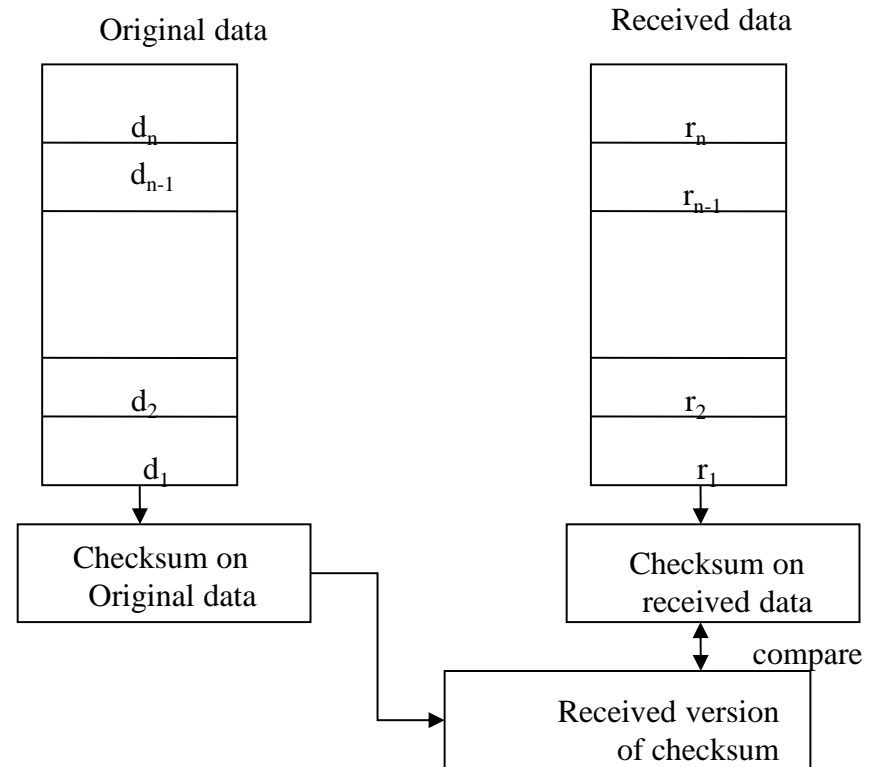 Original data
Received data
dₙ
dₙ₋₁
d₂
d₁
rₙ
rₙ₋₁
r₂
r₁
Checksum on
Original data
Checksum on
received data
compare
Received version
of checksum